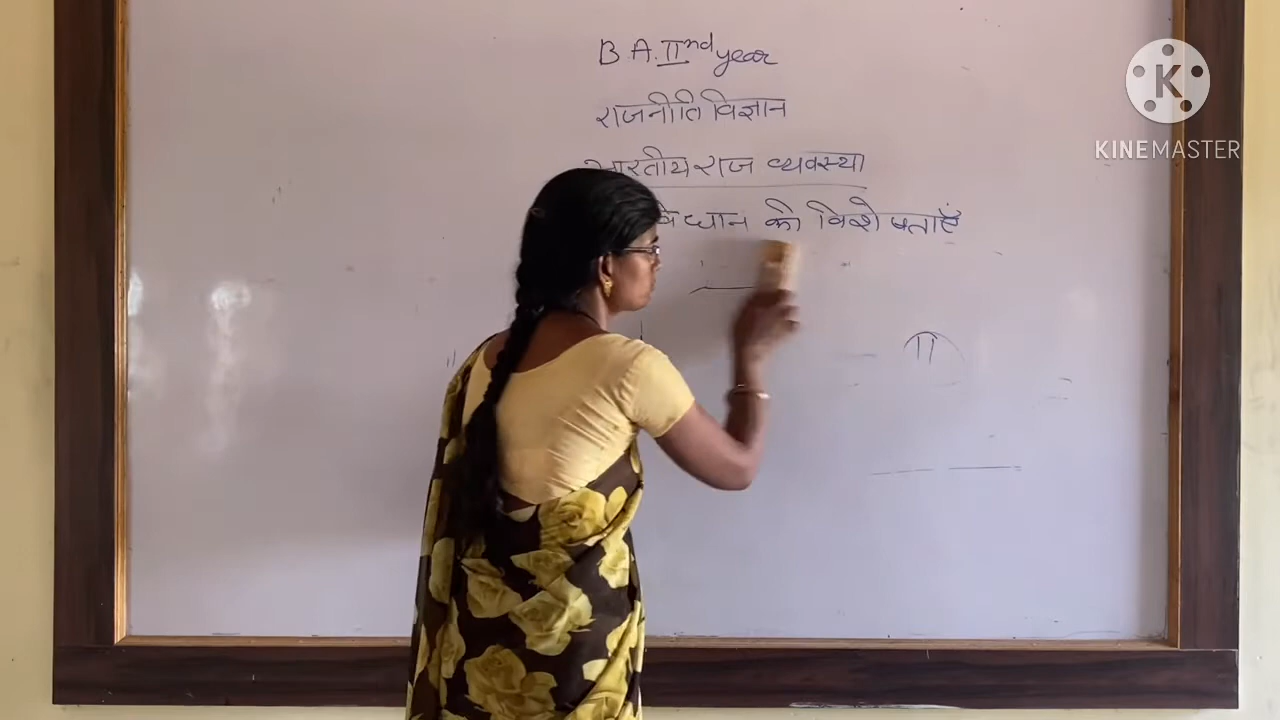 B A. IInd year
राजनीति विज्ञान
भारतीय राज व्यवस्था
की विशेषताएँ
KINEMASTER